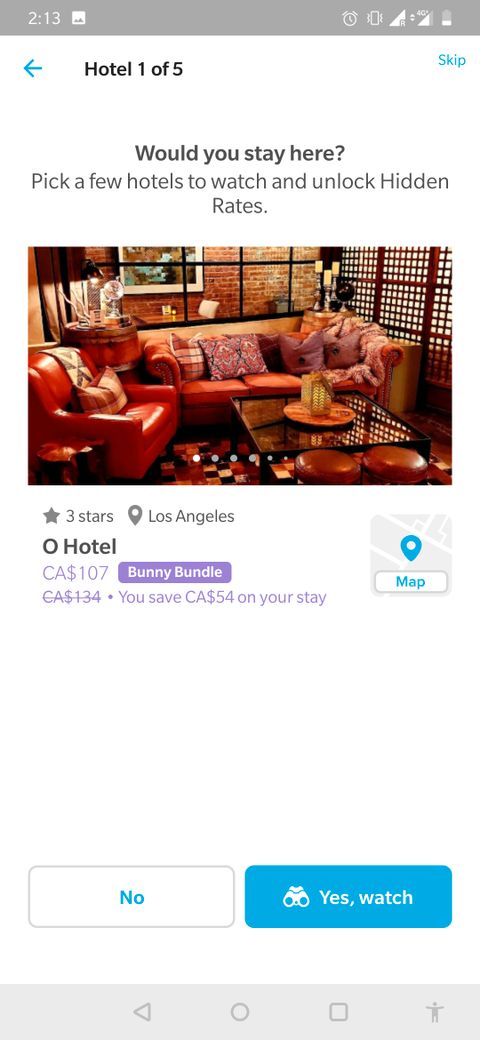 2:13
R
4G+
Hotel 1 of 5
Skip
Would you stay here?
Pick a few hotels to watch and unlock Hidden
Rates.
3 stars
Los Angeles
O Hotel
CA$107
Bunny Bundle
CA$134 • You save CA$54 on your stay
Map
No
Yes, watch